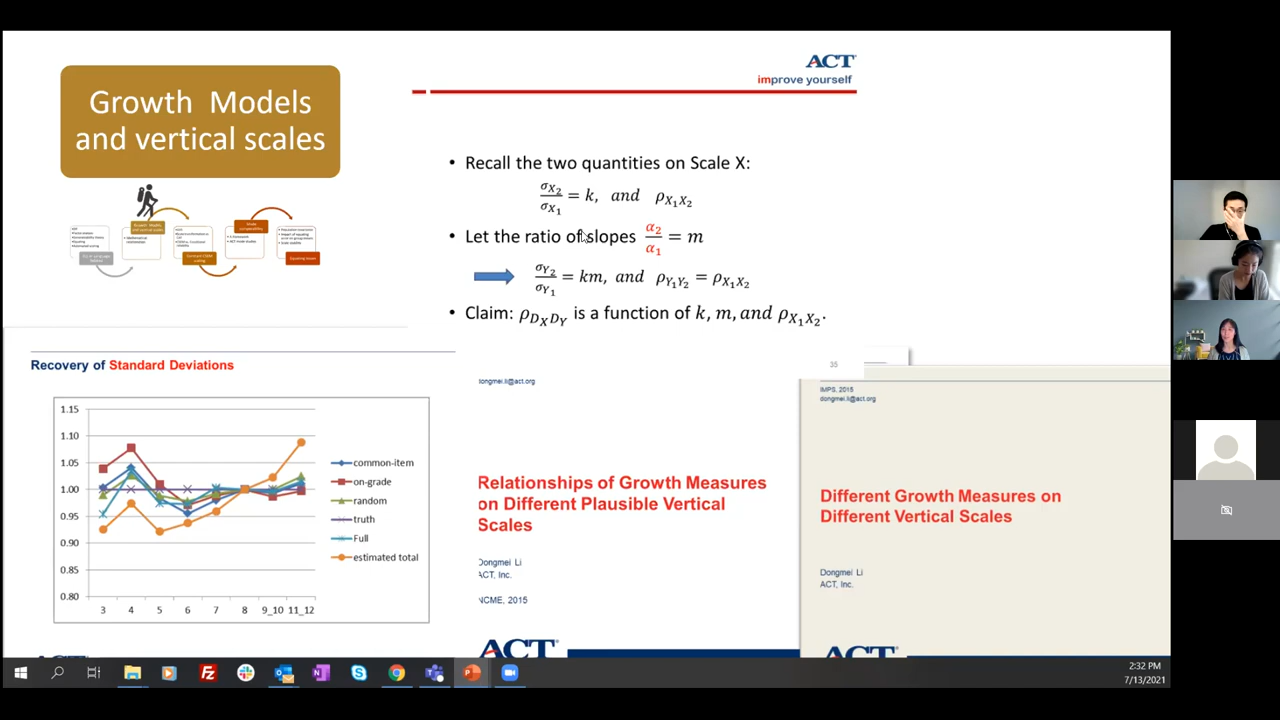 Growth Models
and vertical scales
ACT
improve yourself
• Recall the two quantities on Scale X:
σX₂/σX₁ = k, and ρX₁X₂
• Let the ratio of slopes α₂/α₁ = m
σY₂/σY₁ = km, and ρY₁Y₂ = ρX₁X₂
• Claim: ρD_XD_Y is a function of k, m, and ρX₁X₂.
35
Recovery of Standard Deviations
1.15
1.10
1.05
1.00
0.95
0.90
0.85
0.80
3 4 5 6 7 8 9_10 11_12
common-item
on-grade
random
truth
Full
estimated total
dongmei.li@act.org
Relationships of Growth Measures
on Different Plausible Vertical
Scales
Dongmei Li
ACT, Inc.
NCME, 2015
ACT
IMPS, 2015
dongmei.li@act.org
Different Growth Measures on
Different Vertical Scales
Dongmei Li
ACT, Inc.
ACT
2:32 PM
7/13/2021